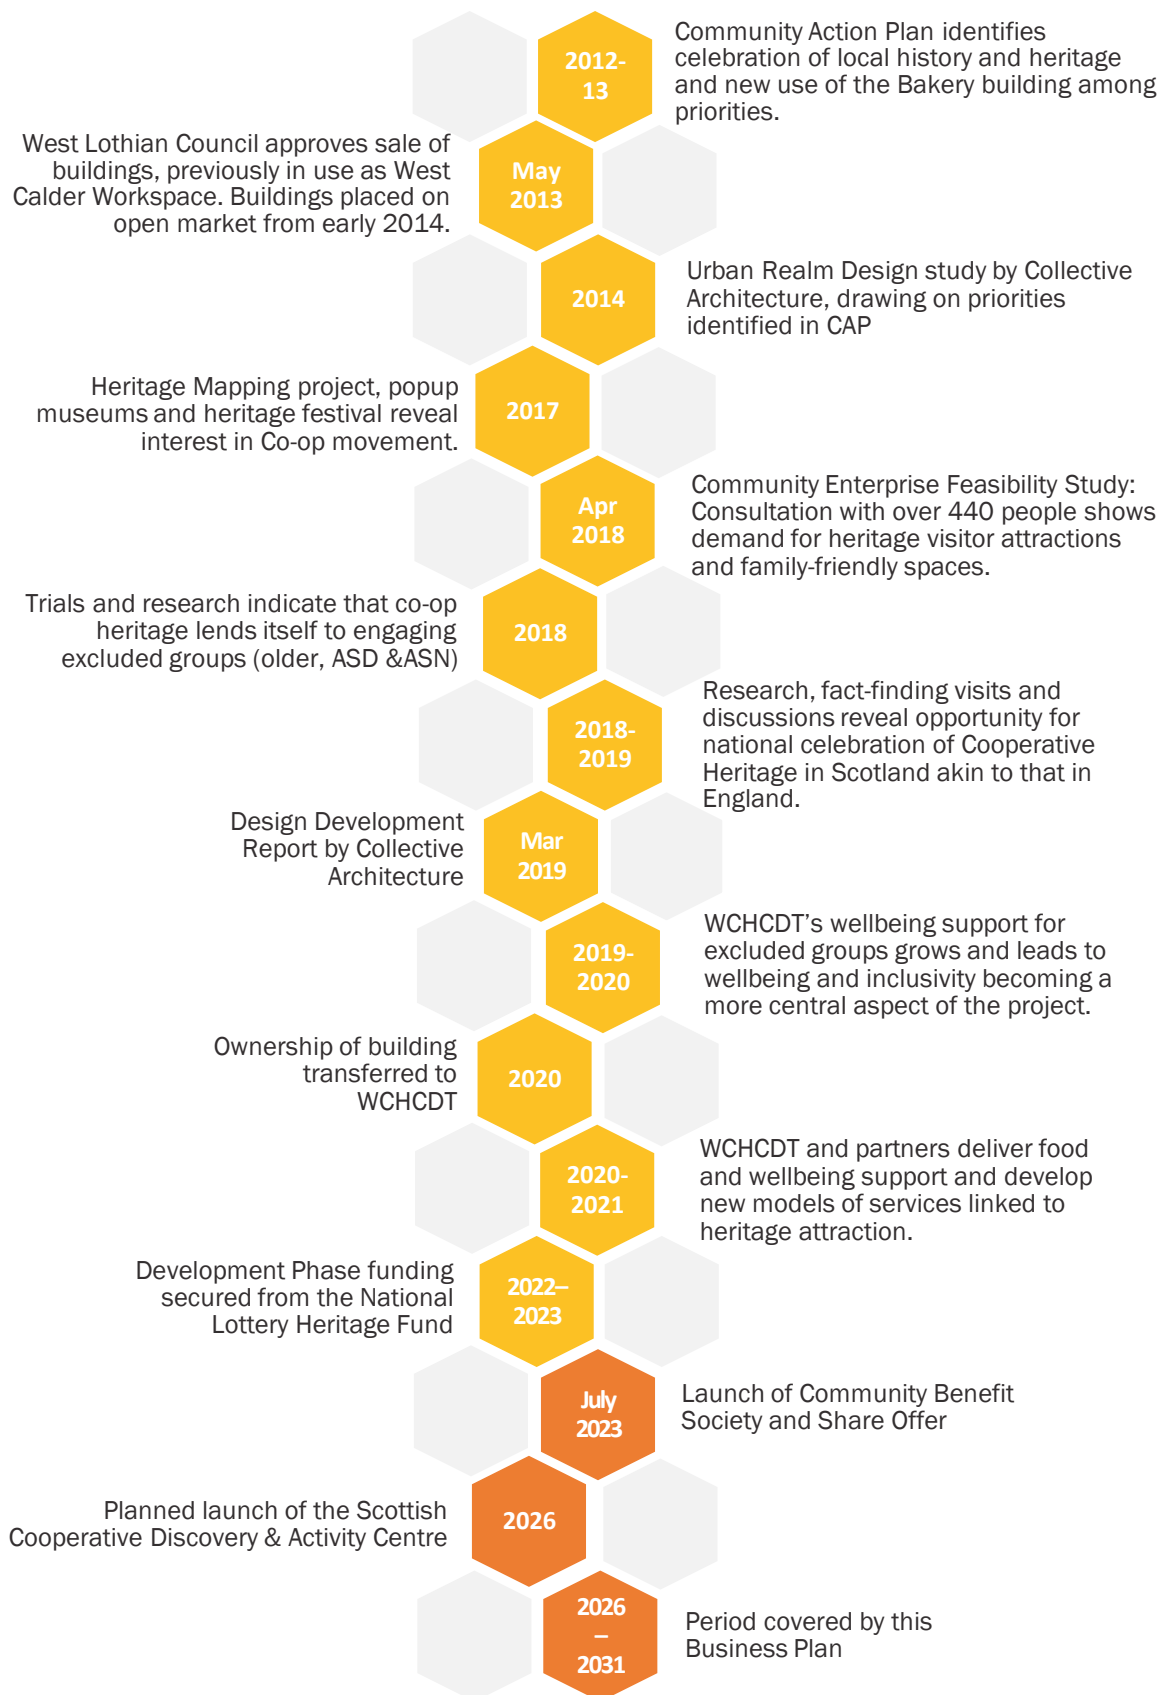 2012-
13
Community Action Plan identifies
celebration of local history and heritage
and new use of the Bakery building among
priorities.
West Lothian Council approves sale of
buildings, previously in use as West
Calder Workspace. Buildings placed on
open market from early 2014.
May
2013
2014
Urban Realm Design study by Collective
Architecture, drawing on priorities
identified in CAP
Heritage Mapping project, popup
museums and heritage festival reveal
interest in Co-op movement.
2017
Apr
2018
Community Enterprise Feasibility Study:
Consultation with over 440 people shows
demand for heritage visitor attractions
and family-friendly spaces.
Trials and research indicate that co-op
heritage lends itself to engaging
excluded groups (older, ASD &ASN)
2018
2018-
2019
Research, fact-finding visits and
discussions reveal opportunity for
national celebration of Cooperative
Heritage in Scotland akin to that in
England.
Design Development
Report by Collective
Architecture
Mar
2019
2019-
2020
WCHCDT’s wellbeing support for
excluded groups grows and leads to
wellbeing and inclusivity becoming a
more central aspect of the project.
Ownership of building
transferred to
WCHCDT
2020
2020-
2021
WCHCDT and partners deliver food
and wellbeing support and develop
new models of services linked to
heritage attraction.
Development Phase funding
secured from the National
Lottery Heritage Fund
2022–
2023
July
2023
Launch of Community Benefit
Society and Share Offer
Planned launch of the Scottish
Cooperative Discovery & Activity Centre
2026
2026
–
2031
Period covered by this
Business Plan